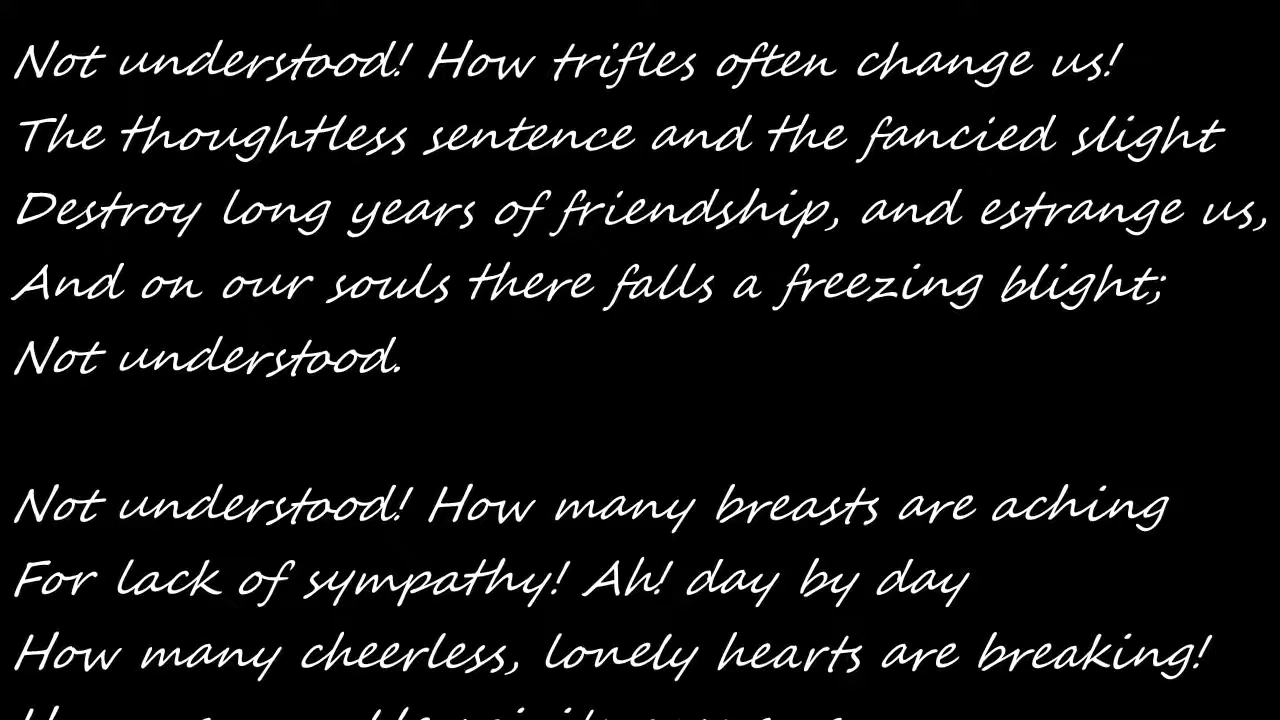 Not understood! How trifles often change us!
The thoughtless sentence and the fancied slight
Destroy long years of friendship, and estrange us,
And on our souls there falls a freezing blight;
Not understood.
Not understood! How many breasts are aching
For lack of sympathy! Ah! day by day
How many cheerless, lonely hearts are breaking!